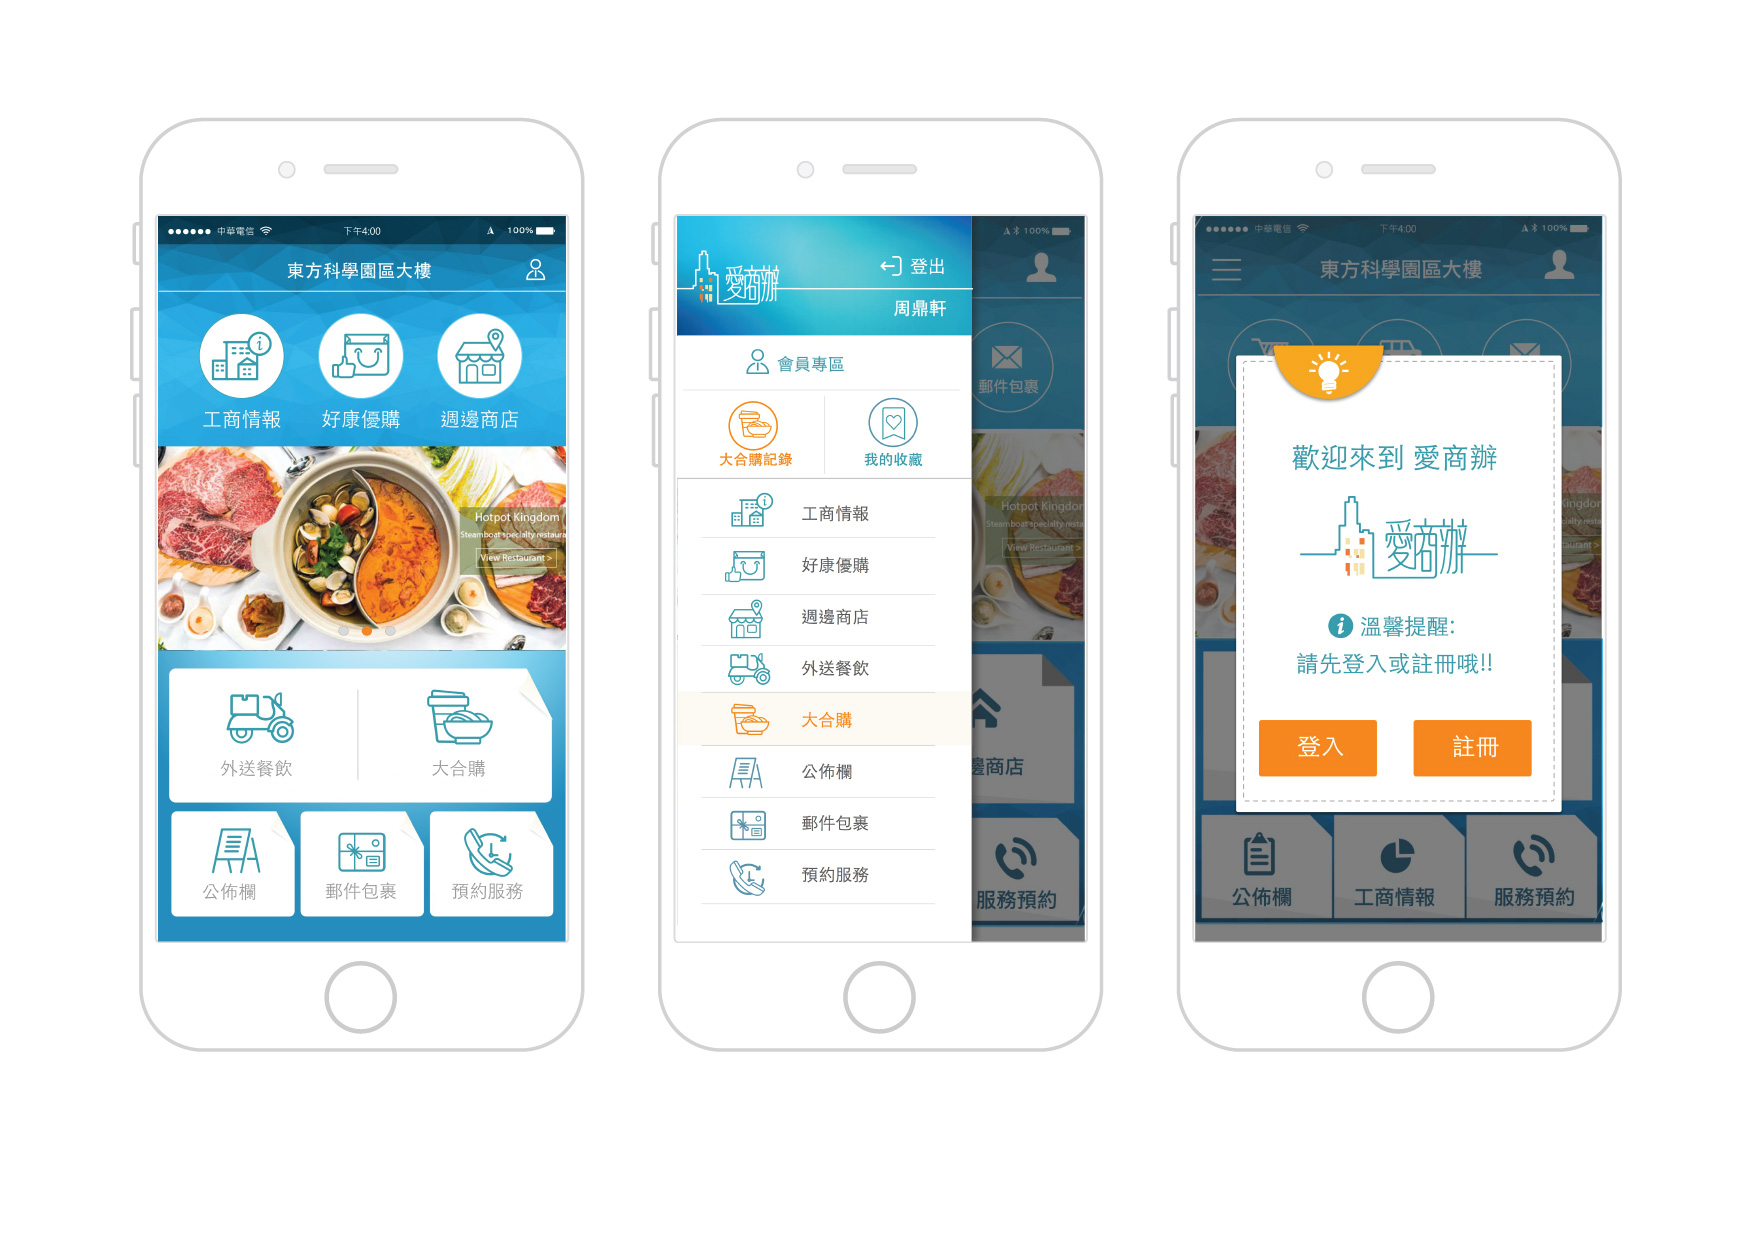 中華電信 下午4:00 100%
東方科學園區大樓
工商情報 好康優購 週邊商店
Hotpot Kingdom
Steamboat specialty restaura
View Restaurant >
外送餐飲 大合購
公佈欄 郵件包裹 預約服務
100%
愛商辦 登出
周鼎軒
會員專區
大合購記錄 我的收藏
工商情報
好康優購
週邊商店
外送餐飲
大合購
公佈欄
郵件包裹
預約服務
郵件包裹
Hotpot Kingdor
Steamboat specialty resta
View Restaurant >
邊商店
服務預約
中華電信 下午4:00 100%
東方科學園區大樓
歡迎來到 愛商辦
愛商辦
溫馨提醒:
請先登入或註冊哦!!
登入 註冊
公佈欄 工商情報 服務預約